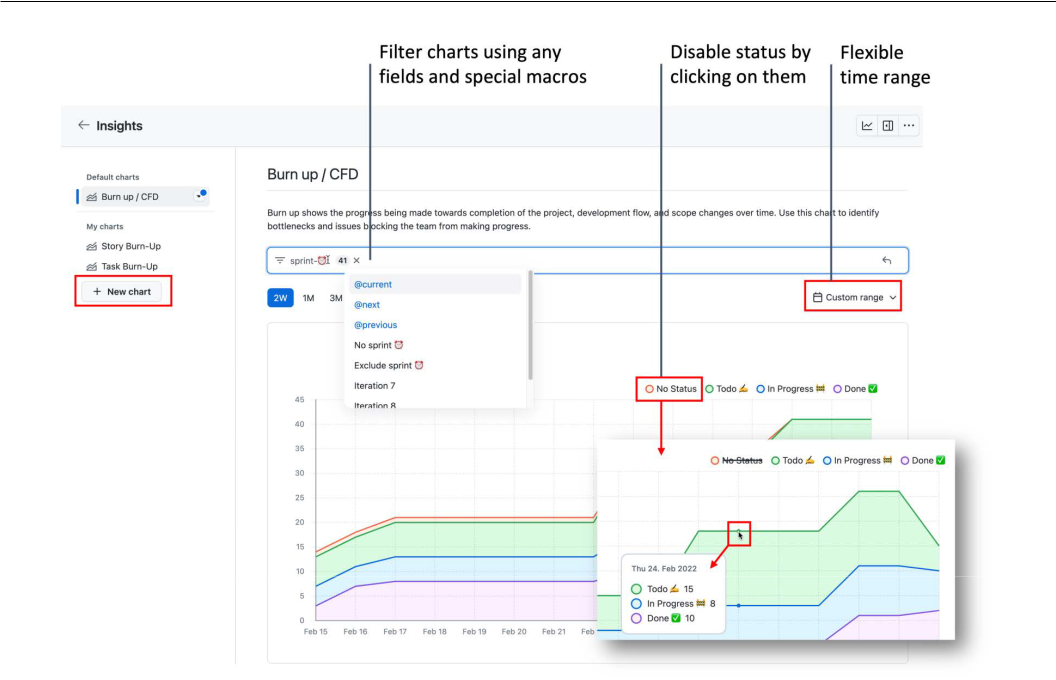 Filter charts using any
fields and special macros
Disable status by
clicking on them
Flexible
time range
← Insights
Default charts
Burn up / CFD
My charts
Story Burn-Up
Task Burn-Up
+ New chart
Burn up / CFD
Burn up shows the progress being made towards completion of the project, development flow, and scope changes over time. Use this chart to identify
bottlenecks and issues blocking the team from making progress.
sprint-⏰ 41 ×
@current
@next
@previous
No sprint ⏰
Exclude sprint ⏰
Iteration 7
Iteration 8
2W 1M 3M
Custom range
No Status Todo ✍️ In Progress 🚧 Done ✅
45
40
35
30
25
20
15
10
5
0
Feb 15 Feb 16 Feb 17 Feb 18 Feb 19 Feb 20 Feb 21 Feb
No Status Todo ✍️ In Progress 🚧 Done ✅
Thu 24. Feb 2022
Todo ✍️ 15
In Progress 🚧 8
Done ✅ 10